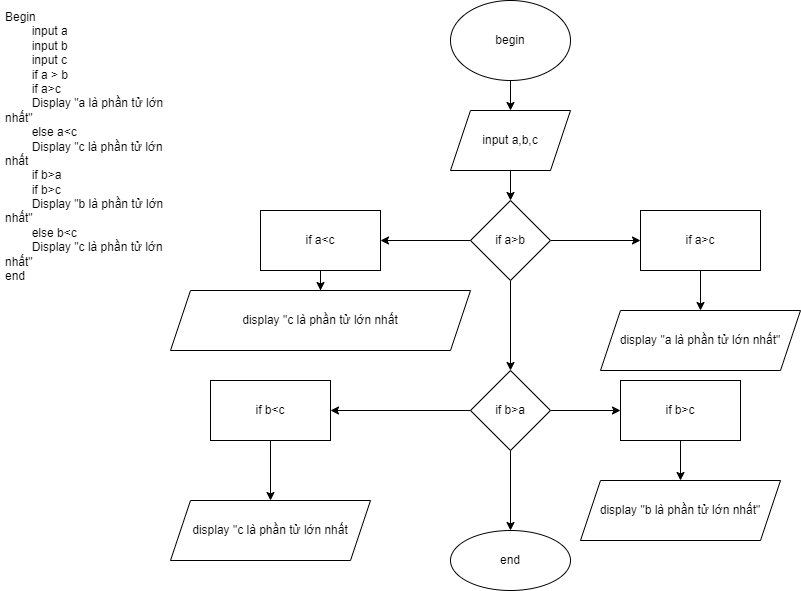 Begin
input a
input b
input c
if a > b
if a>c
Display "a là phần tử lớn
nhất"
else a<c
Display "c là phần tử lớn
nhất
if b>a
if b>c
Display "b là phần tử lớn
nhất"
else b<c
Display "c là phần tử lớn
nhất"
end
begin
input a,b,c
if a<c
if a>b
if a>c
display "c là phần tử lớn nhất
display "a là phần tử lớn nhất"
if b<c
if b>a
if b>c
display "c là phần tử lớn nhất
display "b là phần tử lớn nhất"
end